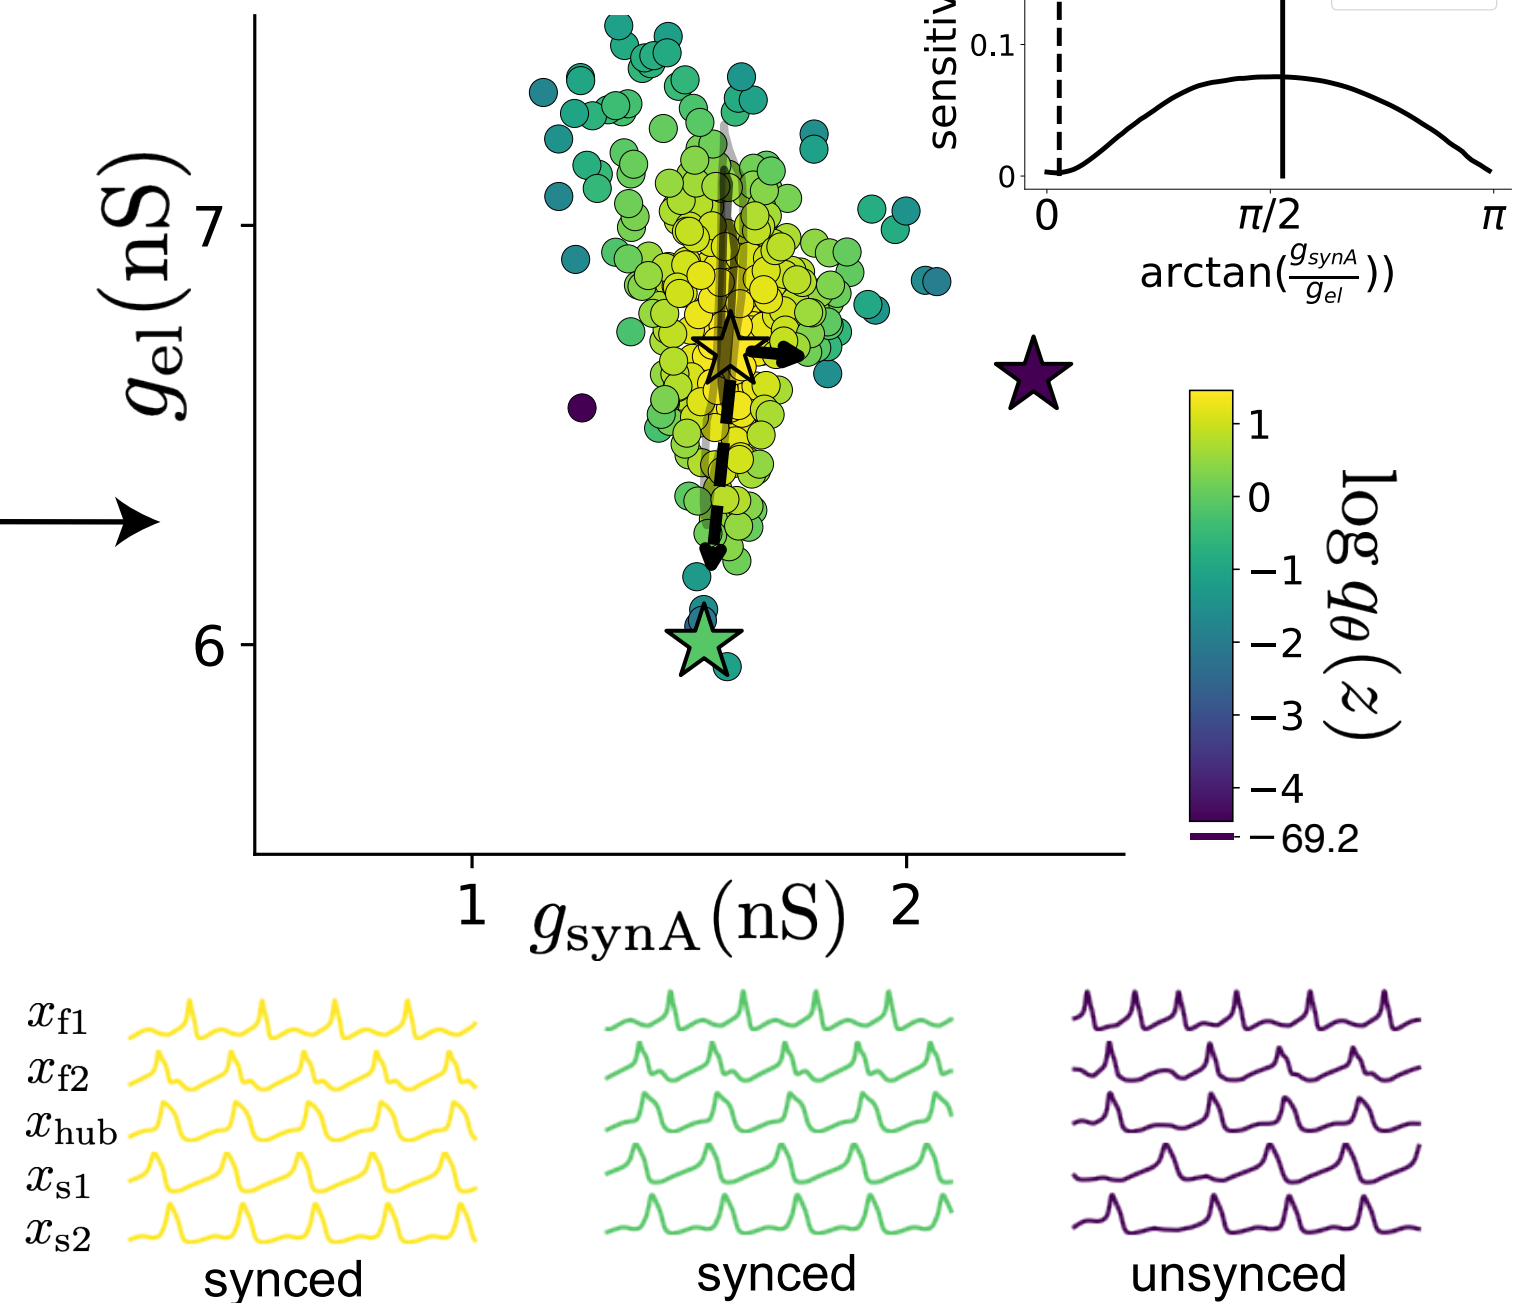 sensitiv
0.1
0
0 π/2 π
arctan(g_synA/g_el))
g_el(nS)
7
6
1 2
g_synA(nS)
1
0
−1
−2
−3
−4
−69.2
log q_θ(z)
x_f1
x_f2
x_hub
x_s1
x_s2
synced synced unsynced